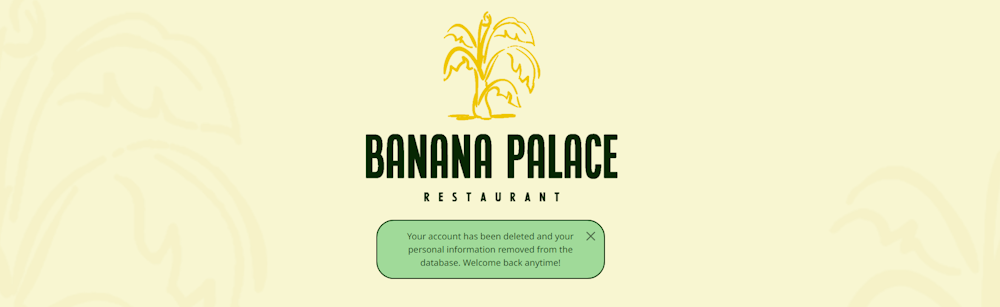 BANANA PALACE
RESTAURANT
Your account has been deleted and your
personal information removed from the
database. Welcome back anytime!